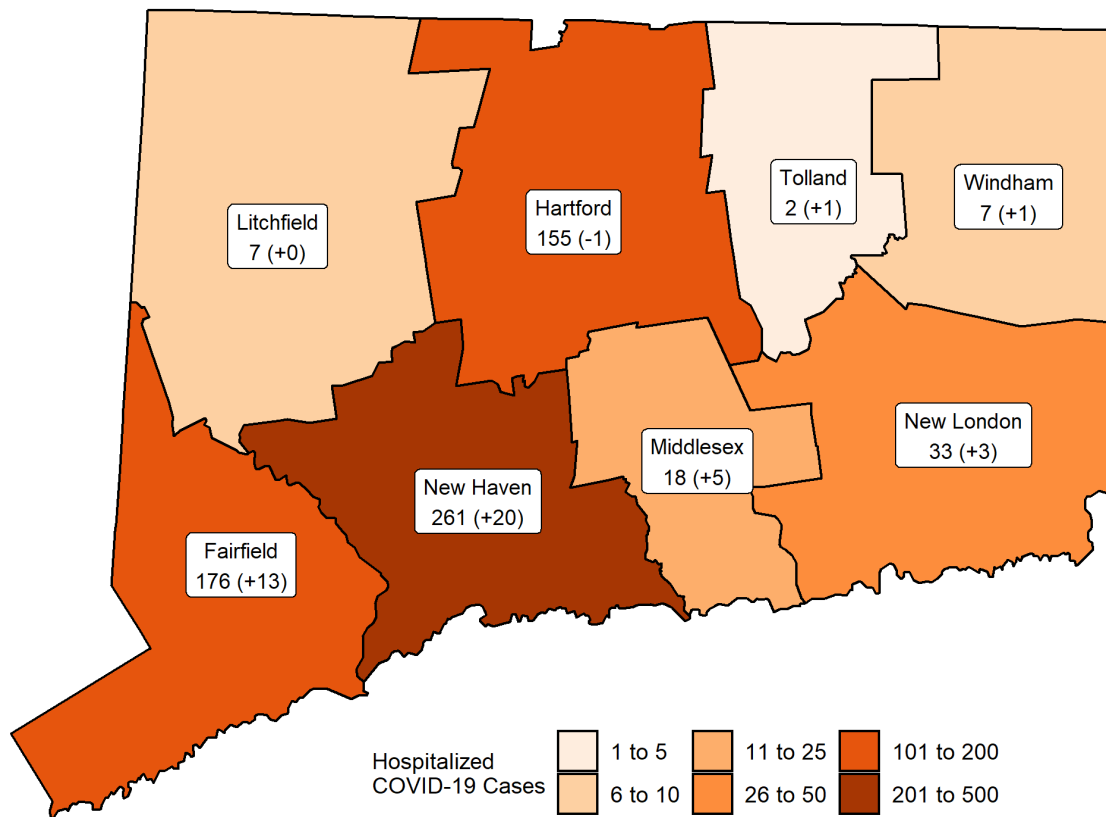 Tolland
2 (+1)
Windham
7 (+1)
Hartford
155 (-1)
Litchfield
7 (+0)
New London
33 (+3)
Middlesex
18 (+5)
New Haven
261 (+20)
Fairfield
176 (+13)
Hospitalized
COVID-19 Cases
1 to 5
6 to 10
11 to 25
26 to 50
101 to 200
201 to 500